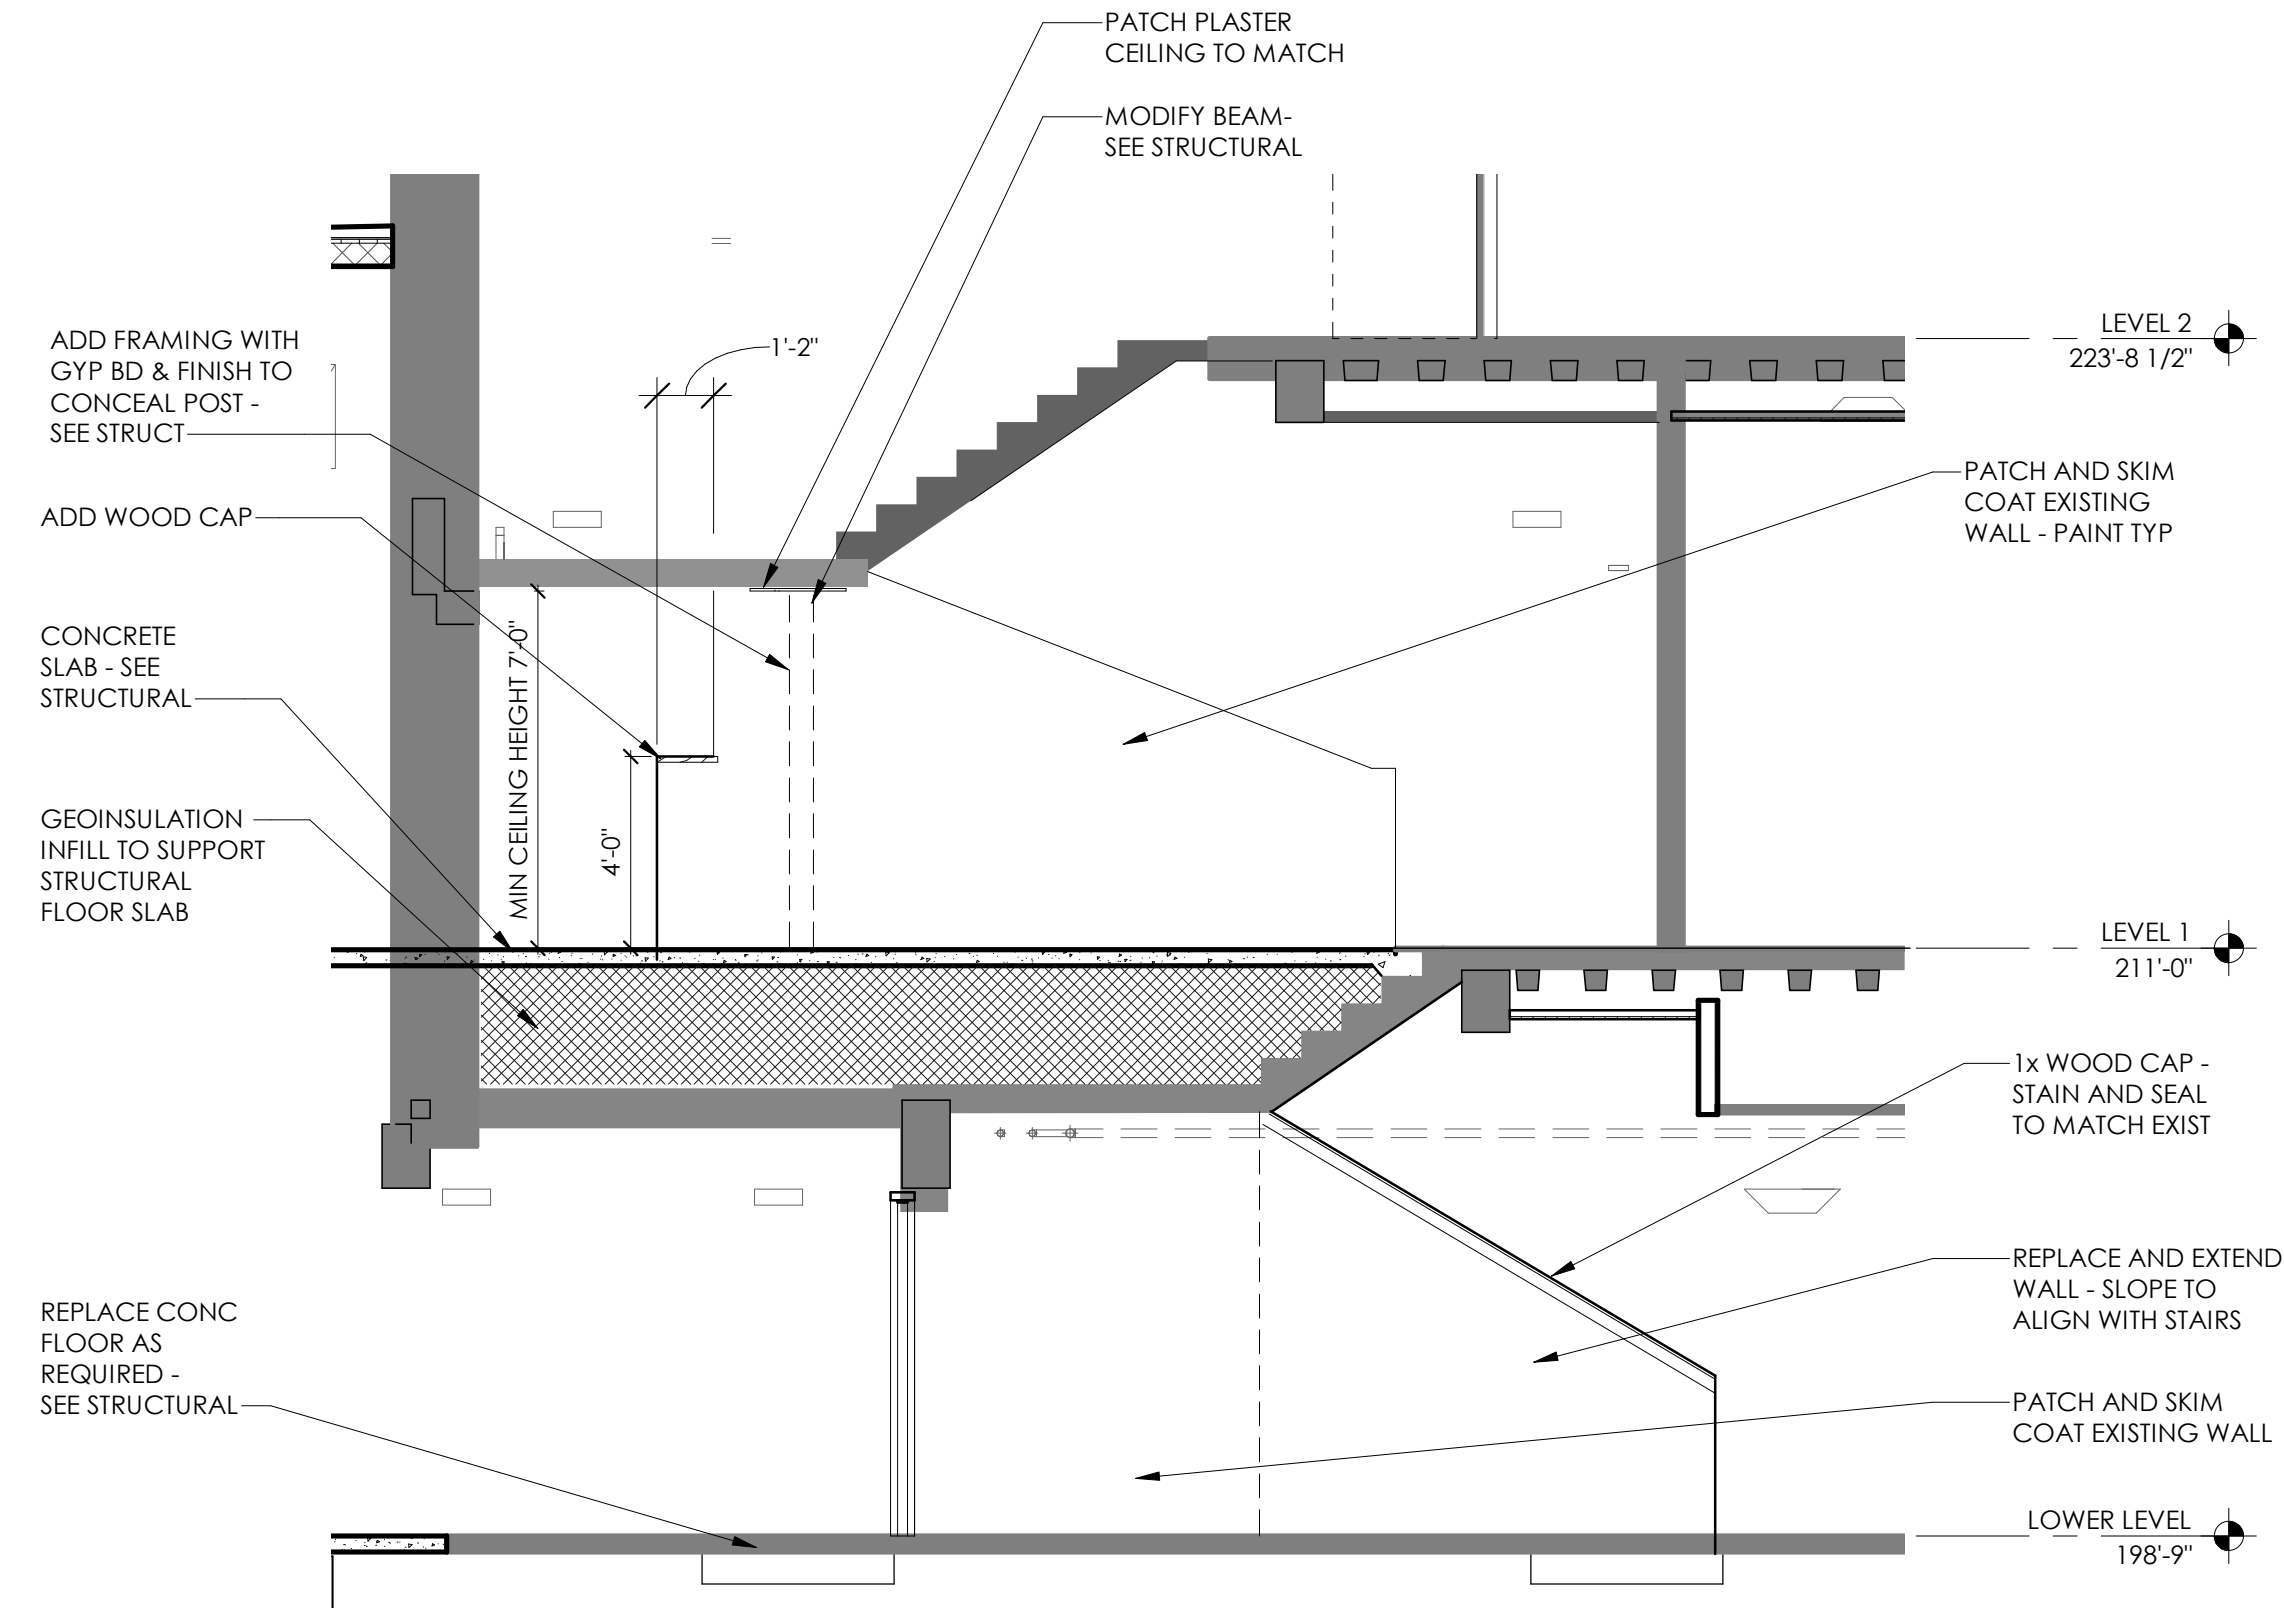 PATCH PLASTER
CEILING TO MATCH
MODIFY BEAM-
SEE STRUCTURAL
ADD FRAMING WITH
GYP BD & FINISH TO
CONCEAL POST -
SEE STRUCT
1'-2"
LEVEL 2
223'-8 1/2"
ADD WOOD CAP
PATCH AND SKIM
COAT EXISTING
WALL - PAINT TYP
CONCRETE
SLAB - SEE
STRUCTURAL
MIN CEILING HEIGHT 7'-0"
4'-0"
GEOINSULATION
INFILL TO SUPPORT
STRUCTURAL
FLOOR SLAB
LEVEL 1
211'-0"
1x WOOD CAP -
STAIN AND SEAL
TO MATCH EXIST
REPLACE AND EXTEND
WALL - SLOPE TO
ALIGN WITH STAIRS
REPLACE CONC
FLOOR AS
REQUIRED -
SEE STRUCTURAL
PATCH AND SKIM
COAT EXISTING WALL
LOWER LEVEL
198'-9"